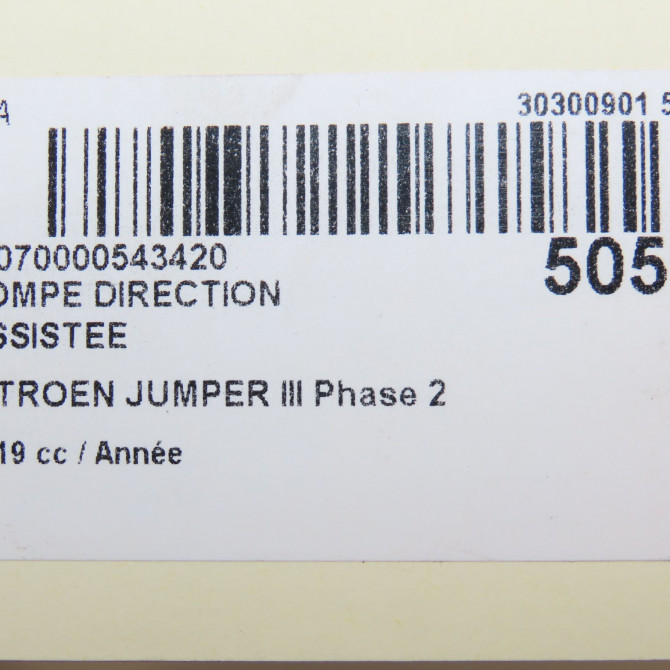 A
30300901 5
070000543420
505
OMPE DIRECTION
SSISTEE
TROEN JUMPER III Phase 2
19 cc / Année